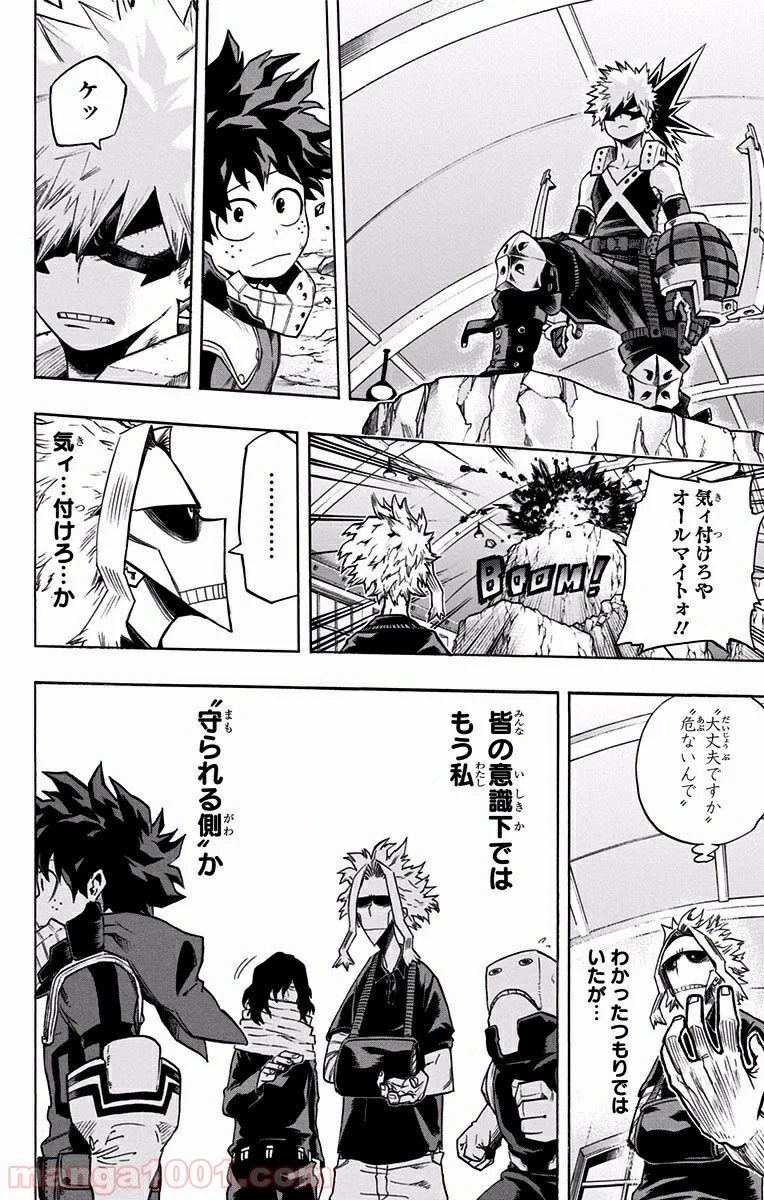 ケッ
気ィ付けろや
オールマイトォ!!
BOOM!
…………
気ィ…付けろ…か
“大丈夫ですか
危ないんで”
わかったつもりでは
いたが…
皆の意識下では
もう私
“守られる側”か
manga1001.com